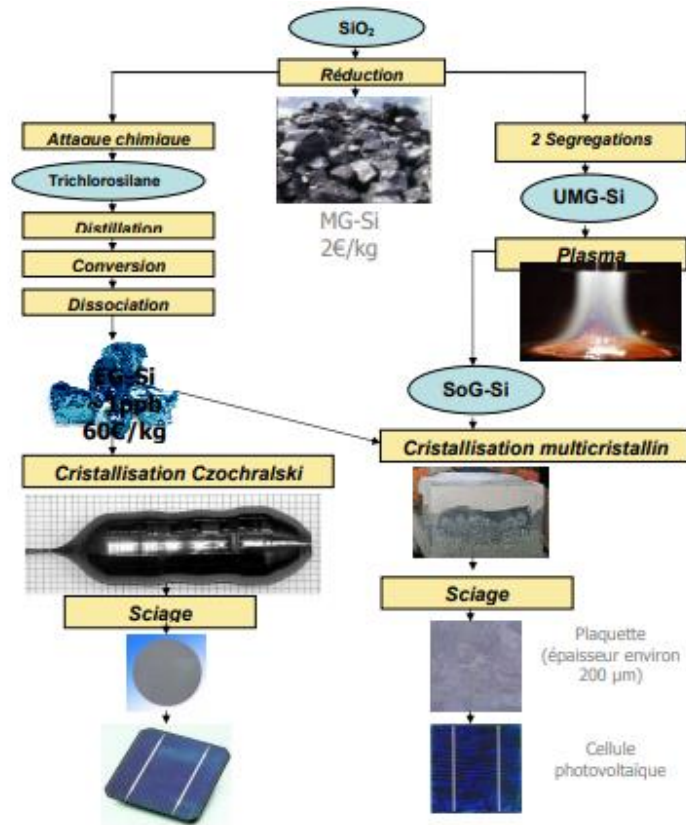 SiO₂
Réduction
Attaque chimique
2 Segregations
Trichlorosilane
UMG-Si
MG-Si
2€/kg
Distillation
Plasma
Conversion
Dissociation
EG-Si
~1ppb
60€/kg
SoG-Si
Cristallisation multicristallin
Cristallisation Czochralski
Sciage
Sciage
Plaquette
(épaisseur environ
200 µm)
Cellule
photovoltaïque